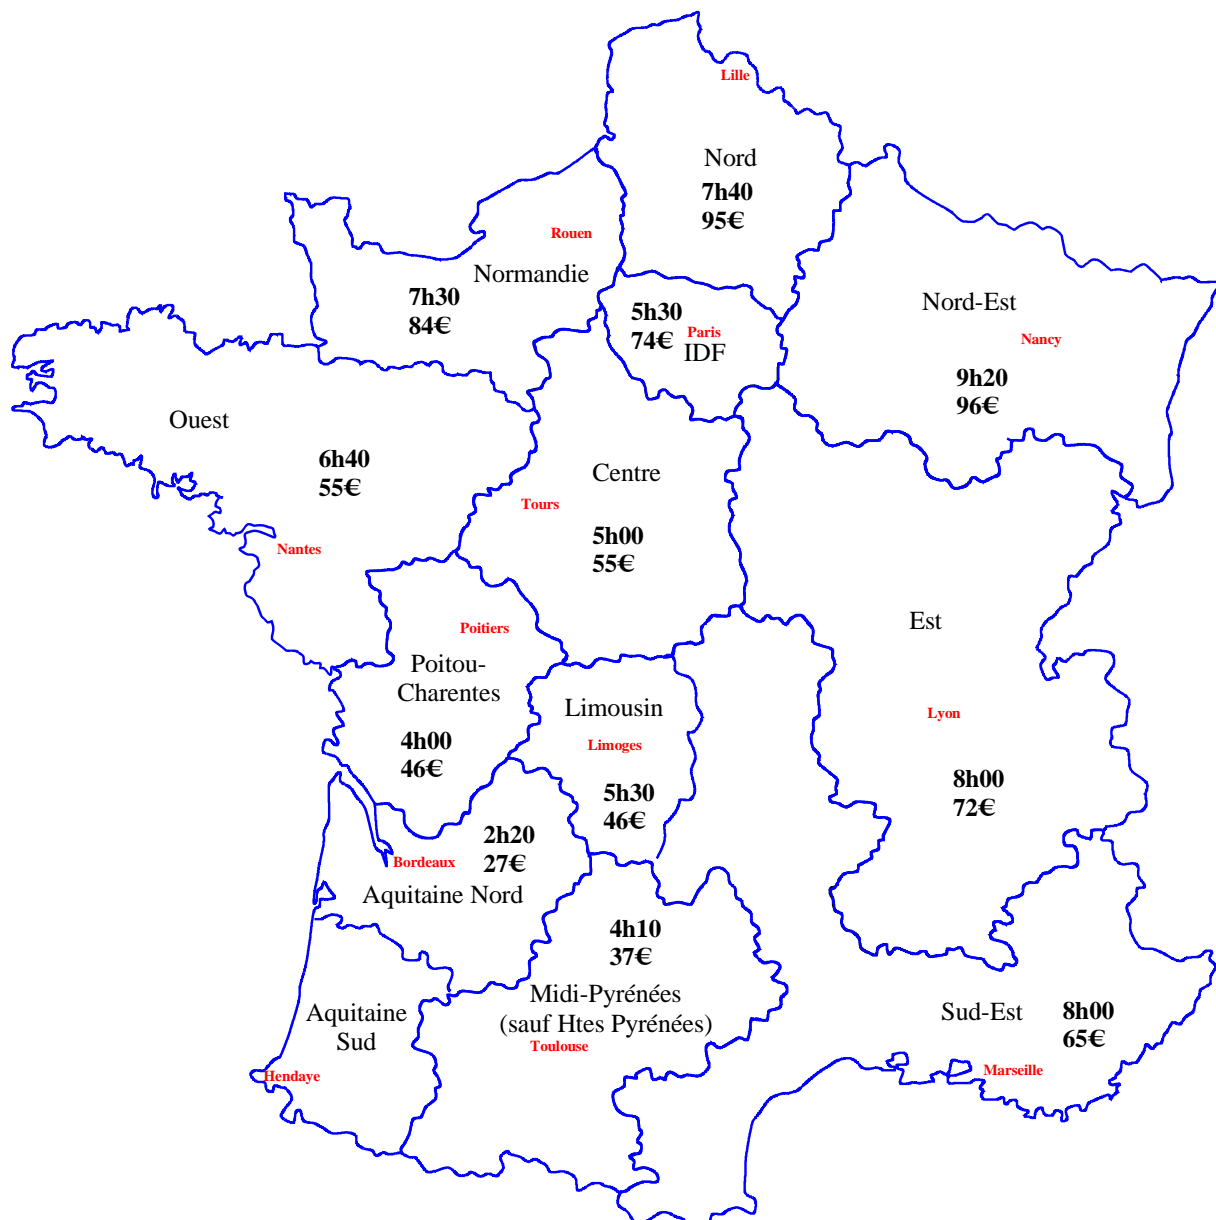 Lille
Nord
7h40
95€
Rouen
Normandie
7h30
84€
5h30
74€
Paris
IDF
Nord-Est
Nancy
9h20
96€
Ouest
6h40
55€
Nantes
Centre
Tours
5h00
55€
Est
Lyon
8h00
72€
Poitiers
Poitou-
Charentes
4h00
46€
Limousin
Limoges
5h30
46€
2h20
27€
Bordeaux
Aquitaine Nord
4h10
37€
Midi-Pyrénées
(sauf Htes Pyrénées)
Toulouse
Aquitaine
Sud
Hendaye
Sud-Est
8h00
65€
Marseille